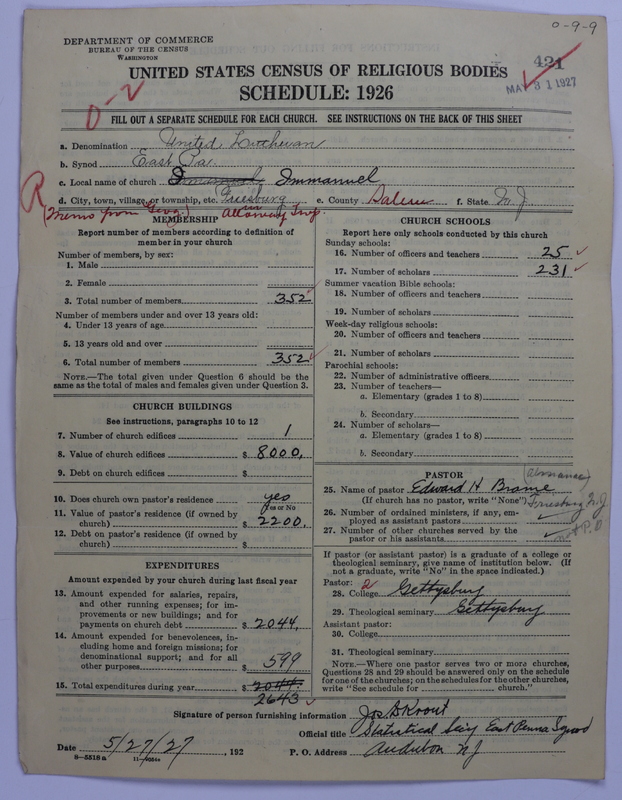 0-9-9
DEPARTMENT OF COMMERCE
BUREAU OF THE CENSUS
WASHINGTON
421
MAY 31 1927
UNITED STATES CENSUS OF RELIGIOUS BODIES
SCHEDULE: 1926
0-2
FILL OUT A SEPARATE SCHEDULE FOR EACH CHURCH. SEE INSTRUCTIONS ON THE BACK OF THIS SHEET
a. Denomination United Lutheran
b. Synod East Pa.
c. Local name of church Immanuel
d. City, town, village, or township, etc. Friesburg e. County Salem f. State N.J.
R
(Memo from Geog.) in Alloway Twp.
MEMBERSHIP
Report number of members according to definition of
member in your church
Number of members, by sex:
1. Male
2. Female
3. Total number of members 352
Number of members under and over 13 years old:
4. Under 13 years of age
5. 13 years old and over
6. Total number of members 352
NOTE.—The total given under Question 6 should be the
same as the total of males and females given under Question 3.
CHURCH BUILDINGS
See instructions, paragraphs 10 to 12
7. Number of church edifices 1
8. Value of church edifices $ 8000.
9. Debt on church edifices $
10. Does church own pastor's residence yes
Yes or No
11. Value of pastor's residence (if owned by
church) $ 2200.
12. Debt on pastor's residence (if owned by
church) $
EXPENDITURES
Amount expended by your church during last fiscal year
13. Amount expended for salaries, repairs,
and other running expenses; for im-
provements or new buildings; and for
payments on church debt $ 2044.
14. Amount expended for benevolences, in-
cluding home and foreign missions; for
denominational support; and for all
other purposes $ 599
15. Total expenditures during year $ 2044.
2643
CHURCH SCHOOLS
Report here only schools conducted by this church
Sunday schools:
16. Number of officers and teachers 25
17. Number of scholars 231
Summer vacation Bible schools:
18. Number of officers and teachers
19. Number of scholars
Week-day religious schools:
20. Number of officers and teachers
21. Number of scholars
Parochial schools:
22. Number of administrative officers
23. Number of teachers—
a. Elementary (grades 1 to 8)
b. Secondary
24. Number of scholars—
a. Elementary (grades 1 to 8)
b. Secondary
PASTOR
25. Name of pastor Edward H Brame
(If church has no pastor, write "None") Friesburg N.J.
26. Number of ordained ministers, if any, em-
ployed as assistant pastors
27. Number of other churches served by the
pastor or his assistants
not P.O
If pastor (or assistant pastor) is a graduate of a college or
theological seminary, give name of institution below. (If
not a graduate, write "No" in the space indicated.)
Pastor: 2
28. College Gettysburg
29. Theological seminary Gettysburg
Assistant pastor:
30. College
31. Theological seminary
NOTE.—Where one pastor serves two or more churches,
Questions 28 and 29 should be answered only on the schedule
for one of the churches; on the schedules for the other churches,
write "See schedule for church."
Signature of person furnishing information Jos D Krout
Official title Statistical Secy East Penna Synod
Date 5/27/27, 192 P. O. Address Audubon NJ
8-5518a